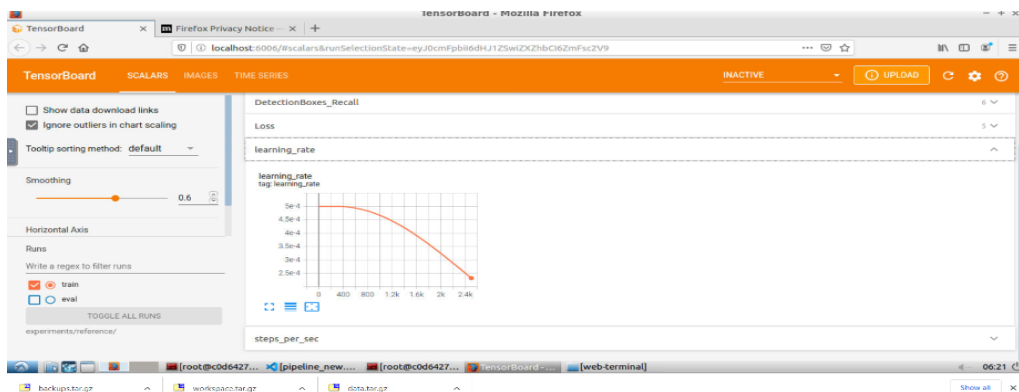 TensorBoard - Mozilla Firefox
TensorBoard × Firefox Privacy Notice — × +
localhost:6006/#scalars&runSelectionState=eyJ0cmFpbiI6dHJ1ZSwiZXZhbCI6ZmFsc2V9
TensorBoard SCALARS IMAGES TIME SERIES INACTIVE UPLOAD
Show data download links
Ignore outliers in chart scaling
Tooltip sorting method: default
Smoothing
0.6
Horizontal Axis
Runs
Write a regex to filter runs
train
eval
TOGGLE ALL RUNS
experiments/reference/
DetectionBoxes_Recall 6
Loss 5
learning_rate
learning_rate
tag: learning_rate
5e-4
4.5e-4
4e-4
3.5e-4
3e-4
2.5e-4
0 400 800 1.2k 1.6k 2k 2.4k
steps_per_sec
[root@c0d6427... [pipeline_new.... [root@c0d6427... TensorBoard - ... [web-terminal] 06:21
backups.tar.gz workspace.tar.gz data.tar.gz Show all ×